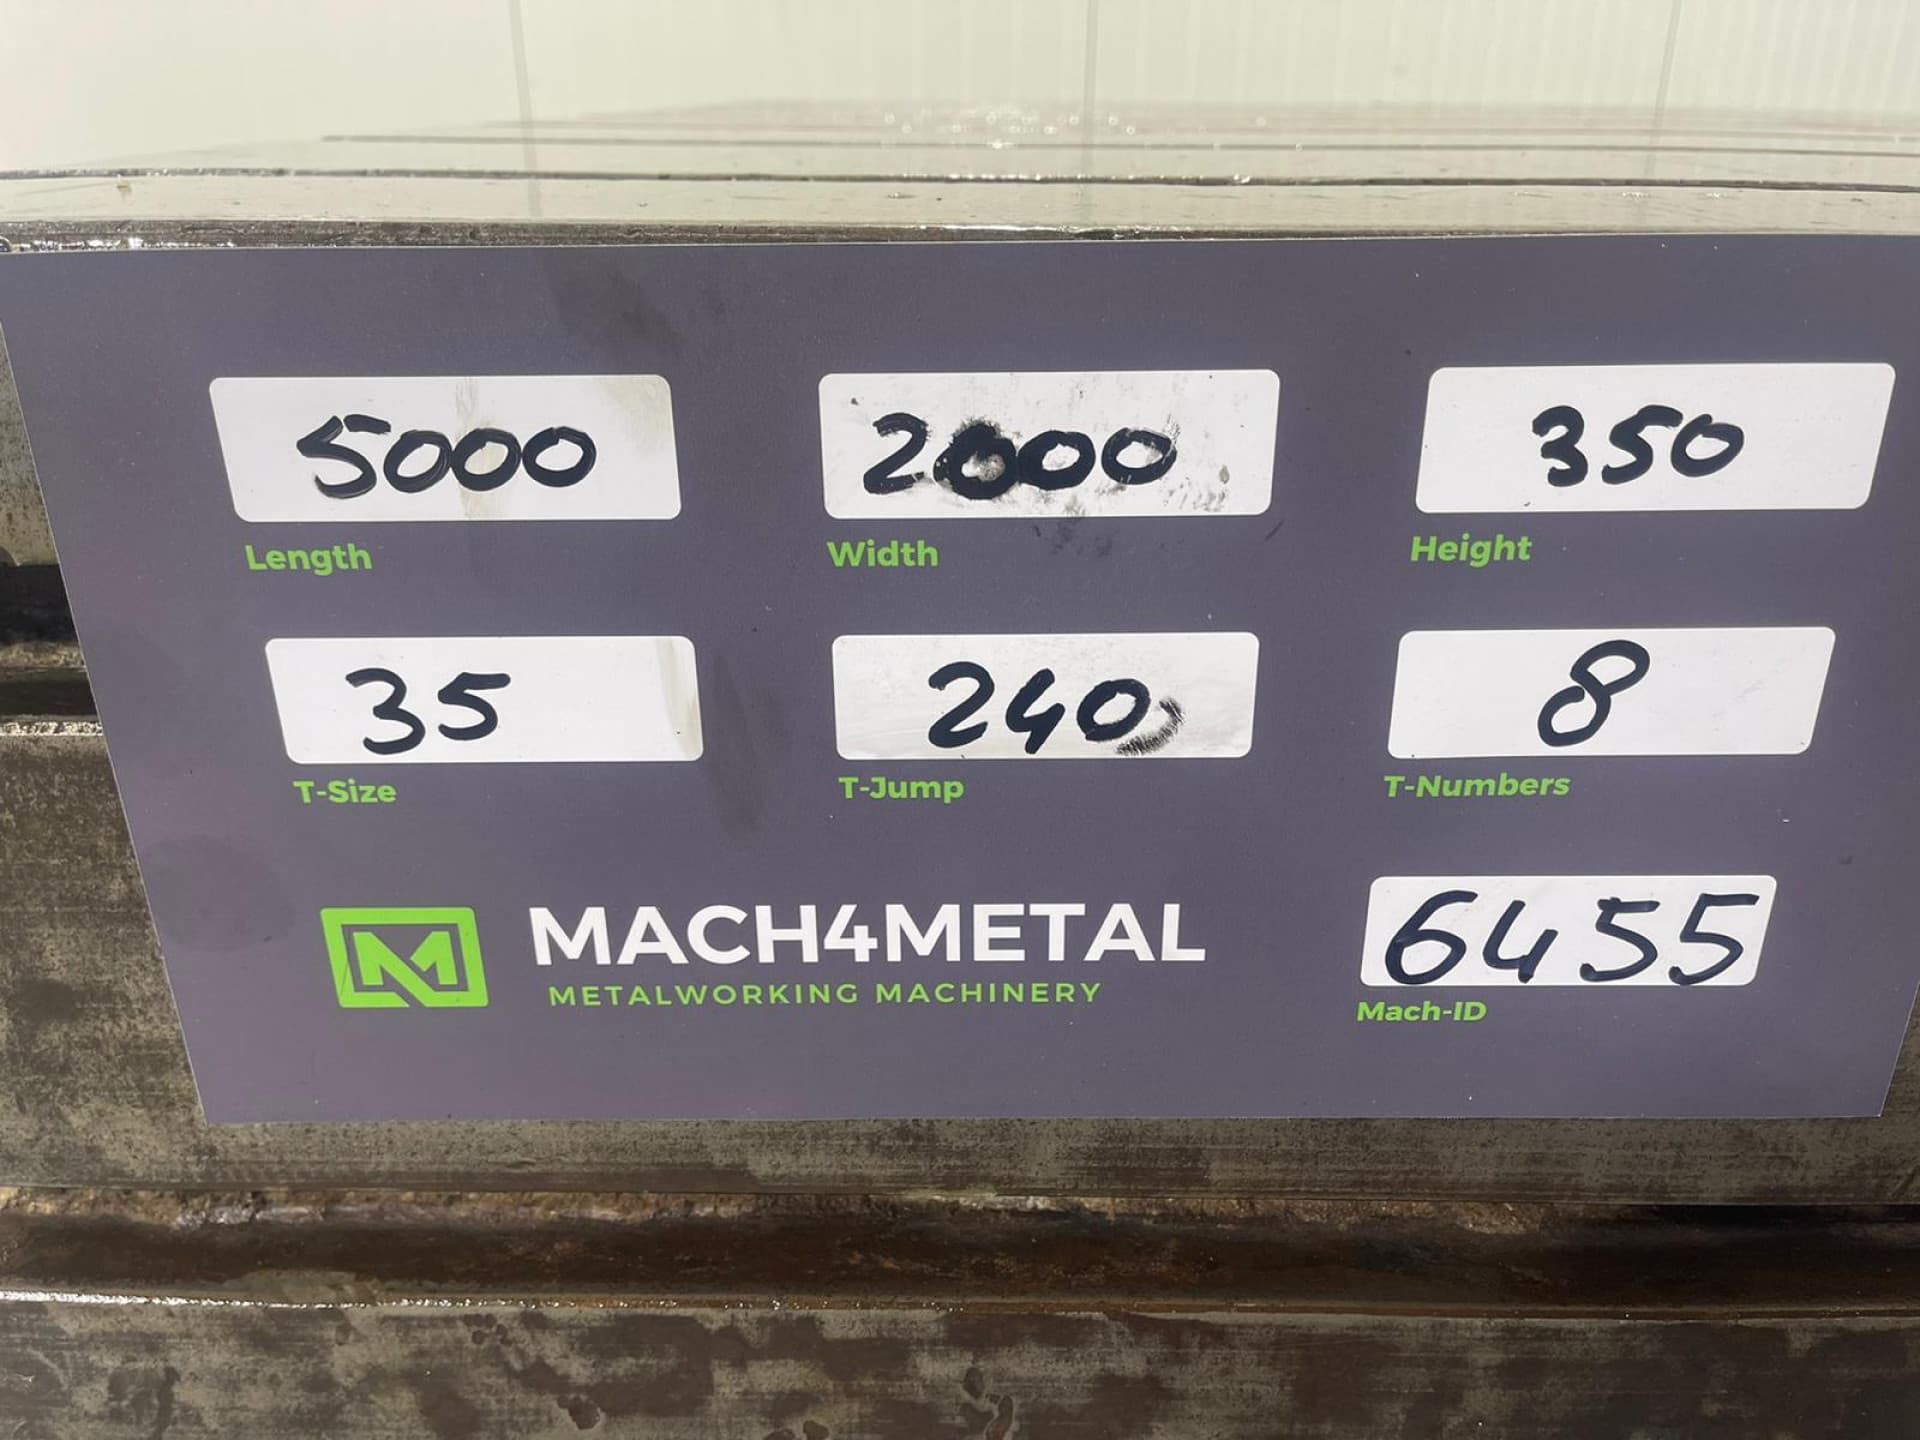 5000 2000 350
Length Width Height
35 240 8
T-Size T-Jump T-Numbers
MACH4METAL 6455
METALWORKING MACHINERY Mach-ID